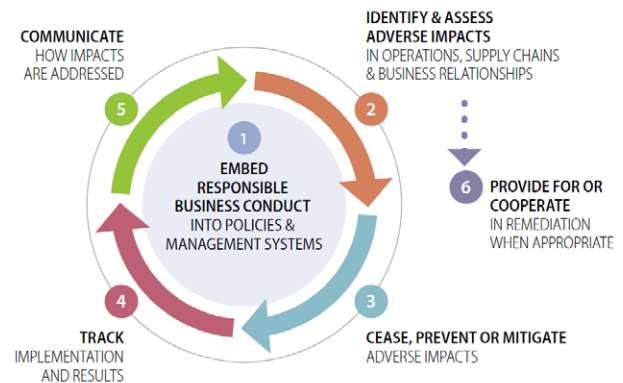 COMMUNICATE
HOW IMPACTS
ARE ADDRESSED
5
IDENTIFY & ASSESS
ADVERSE IMPACTS
IN OPERATIONS, SUPPLY CHAINS
& BUSINESS RELATIONSHIPS
2
1
EMBED
RESPONSIBLE
BUSINESS CONDUCT
INTO POLICIES &
MANAGEMENT SYSTEMS
6
PROVIDE FOR OR
COOPERATE
IN REMEDIATION
WHEN APPROPRIATE
4
TRACK
IMPLEMENTATION
AND RESULTS
3
CEASE, PREVENT OR MITIGATE
ADVERSE IMPACTS